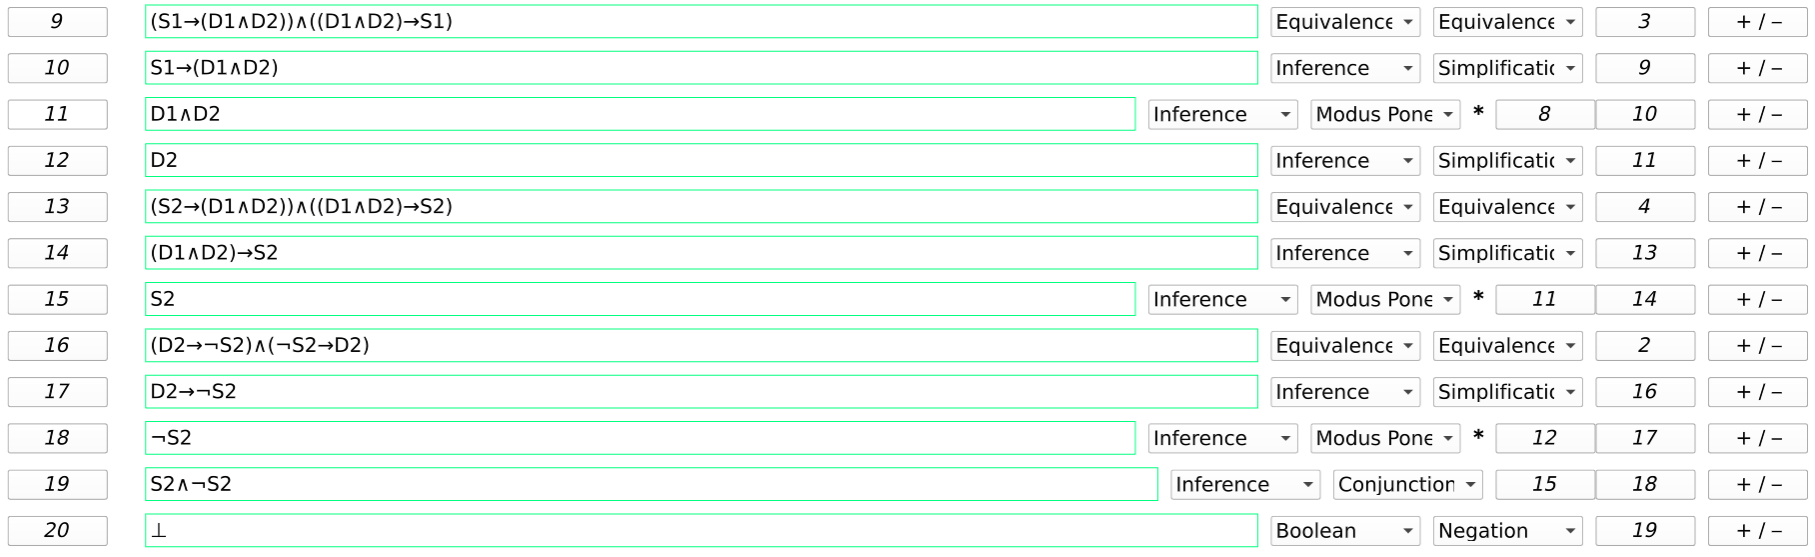 9 (S1→(D1∧D2))∧((D1∧D2)→S1) Equivalence Equivalence 3 + / –
10 S1→(D1∧D2) Inference Simplificatic 9 + / –
11 D1∧D2 Inference Modus Pone * 8 10 + / –
12 D2 Inference Simplificatic 11 + / –
13 (S2→(D1∧D2))∧((D1∧D2)→S2) Equivalence Equivalence 4 + / –
14 (D1∧D2)→S2 Inference Simplificatic 13 + / –
15 S2 Inference Modus Pone * 11 14 + / –
16 (D2→¬S2)∧(¬S2→D2) Equivalence Equivalence 2 + / –
17 D2→¬S2 Inference Simplificatic 16 + / –
18 ¬S2 Inference Modus Pone * 12 17 + / –
19 S2∧¬S2 Inference Conjunction 15 18 + / –
20 ⊥ Boolean Negation 19 + / –